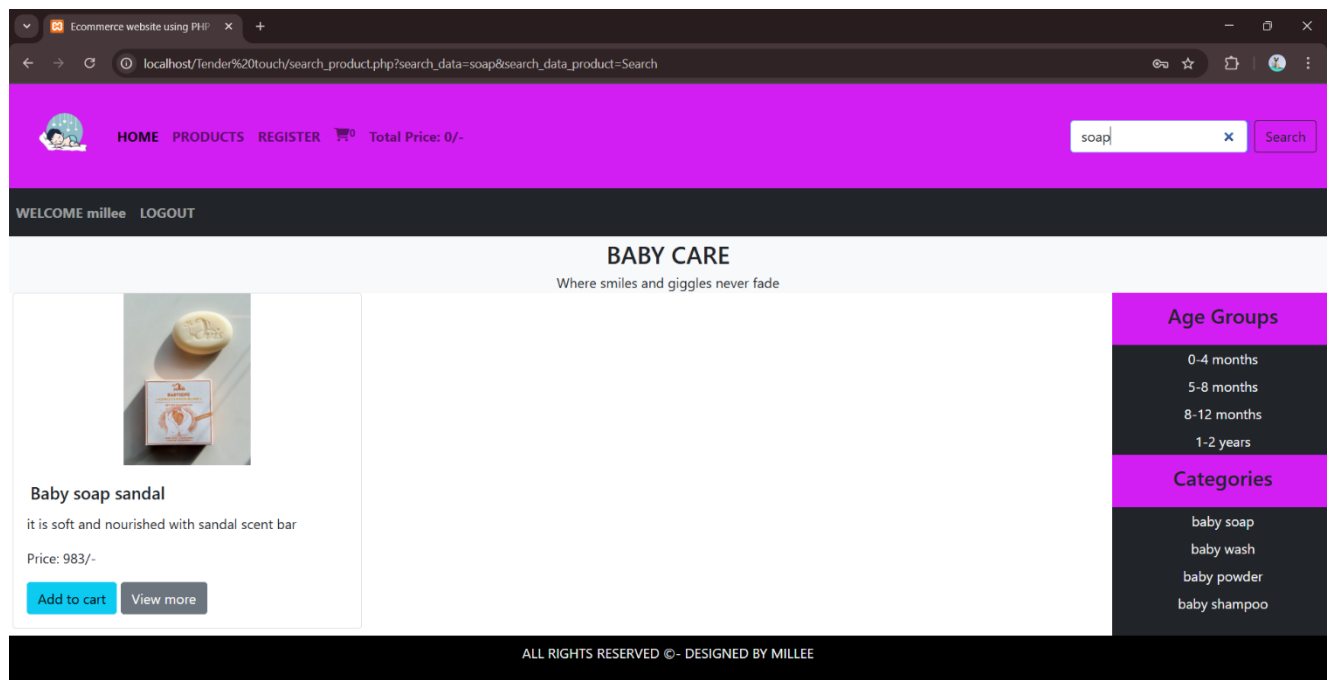 Ecommerce website using PHP
localhost/Tender%20touch/search_product.php?search_data=soap&search_data_product=Search
HOME PRODUCTS REGISTER 0 Total Price: 0/-
soap Search
WELCOME millee LOGOUT
BABY CARE
Where smiles and giggles never fade
Baby soap sandal
it is soft and nourished with sandal scent bar
Price: 983/-
Add to cart View more
Age Groups
0-4 months
5-8 months
8-12 months
1-2 years
Categories
baby soap
baby wash
baby powder
baby shampoo
ALL RIGHTS RESERVED ©- DESIGNED BY MILLEE